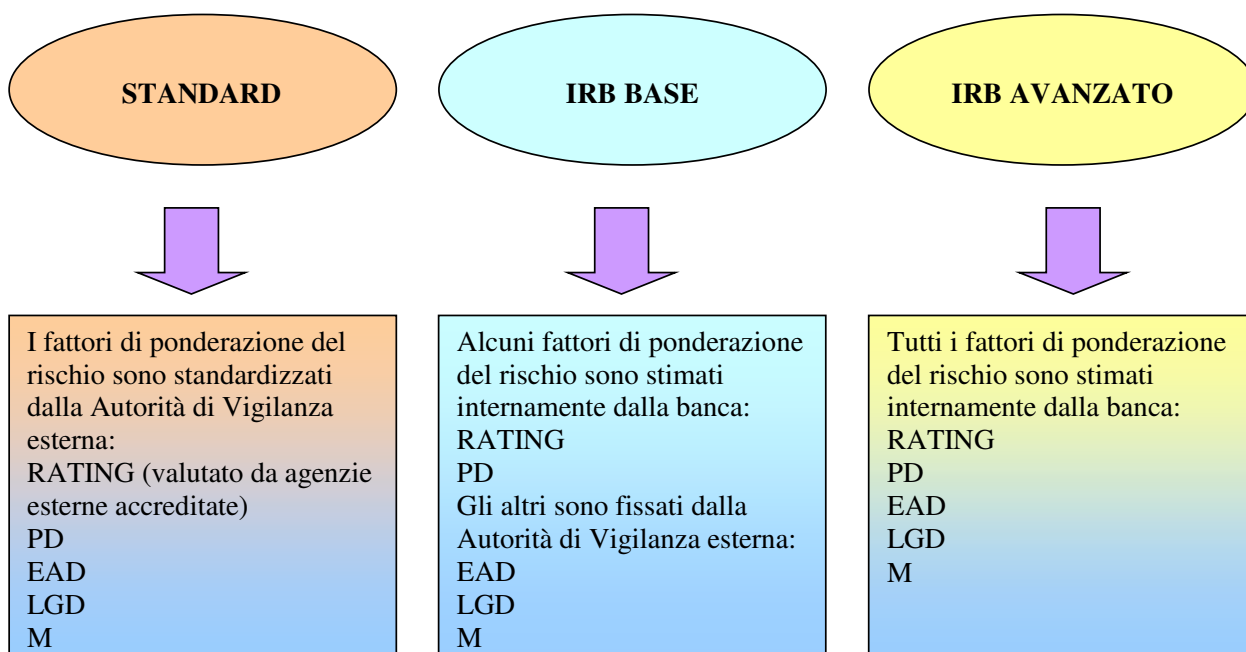 STANDARD
IRB BASE
IRB AVANZATO
I fattori di ponderazione del
rischio sono standardizzati
dalla Autorità di Vigilanza
esterna:
RATING (valutato da agenzie
esterne accreditate)
PD
EAD
LGD
M
Alcuni fattori di ponderazione
del rischio sono stimati
internamente dalla banca:
RATING
PD
Gli altri sono fissati dalla
Autorità di Vigilanza esterna:
EAD
LGD
M
Tutti i fattori di ponderazione
del rischio sono stimati
internamente dalla banca:
RATING
PD
EAD
LGD
M